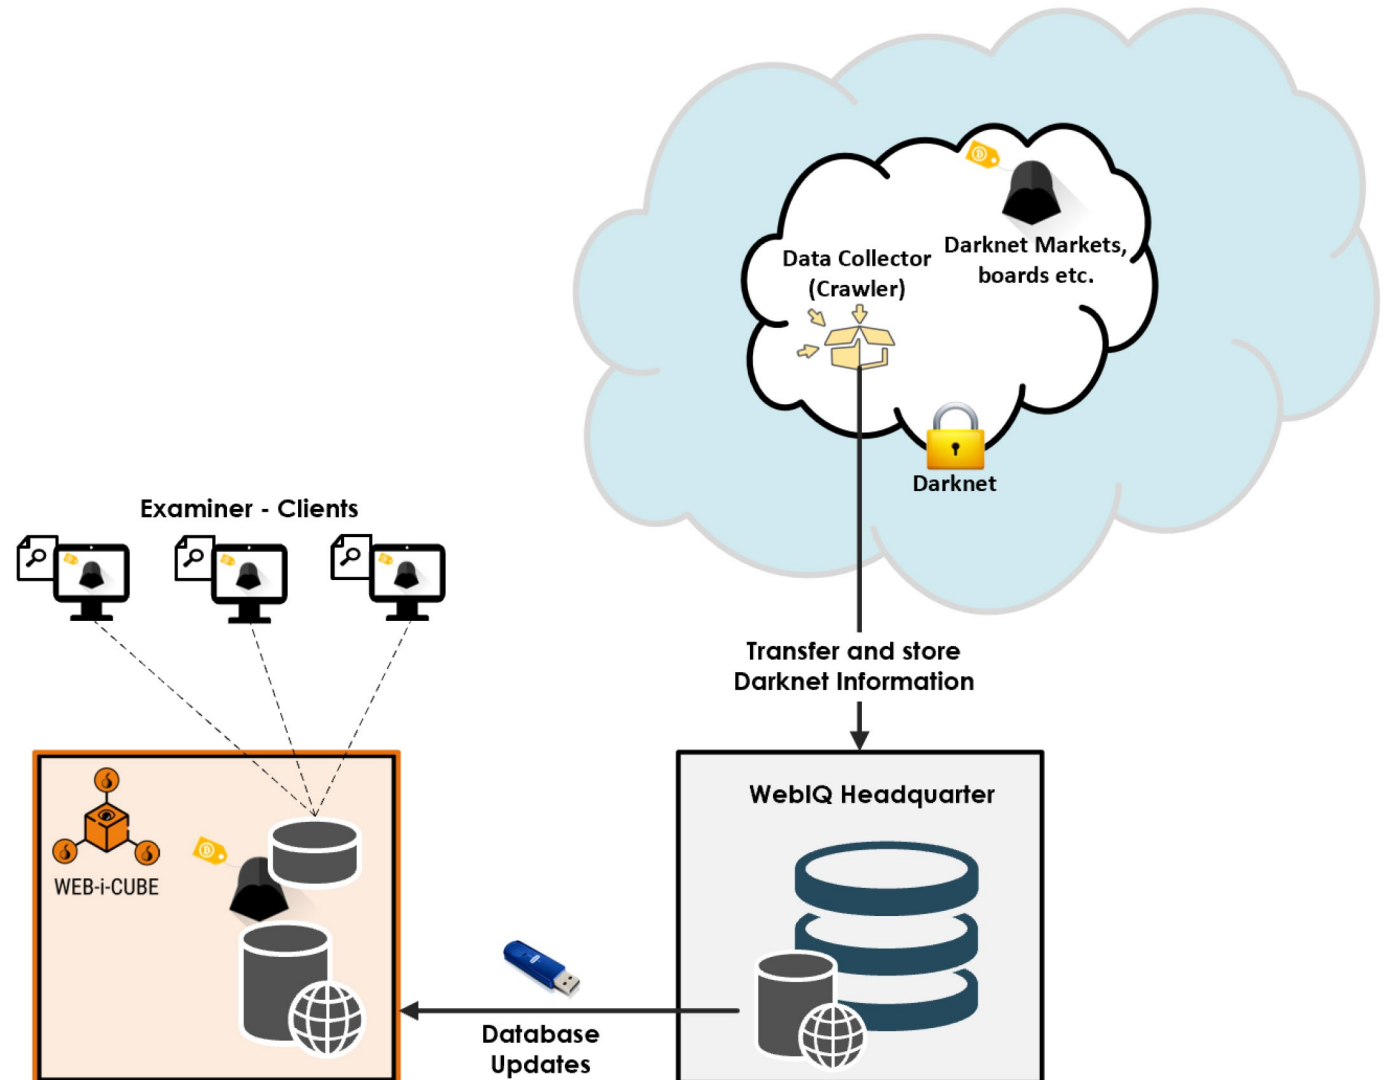 Data Collector
(Crawler)
Darknet Markets,
boards etc.
Darknet
Examiner - Clients
Transfer and store
Darknet Information
WebIQ Headquarter
WEB-i-CUBE
Database
Updates